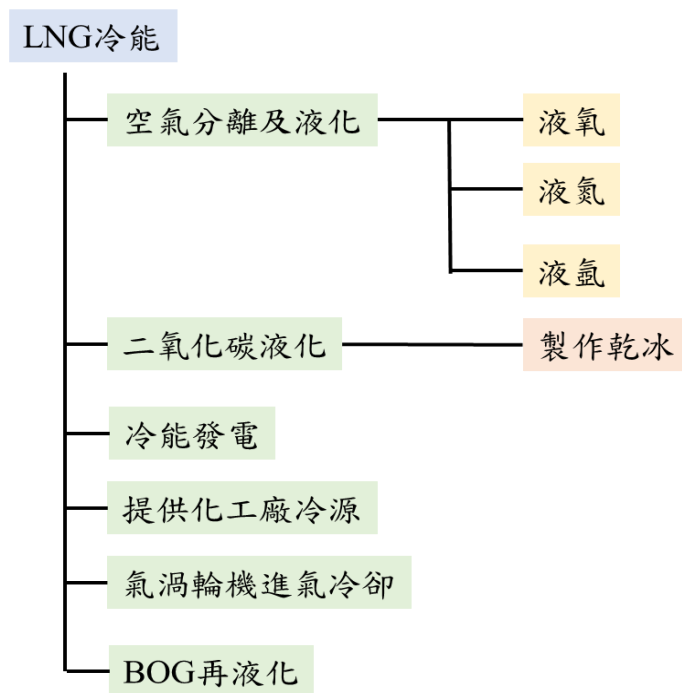 LNG冷能
空氣分離及液化
液氧
液氮
液氬
二氧化碳液化
製作乾冰
冷能發電
提供化工廠冷源
氣渦輪機進氣冷卻
BOG再液化